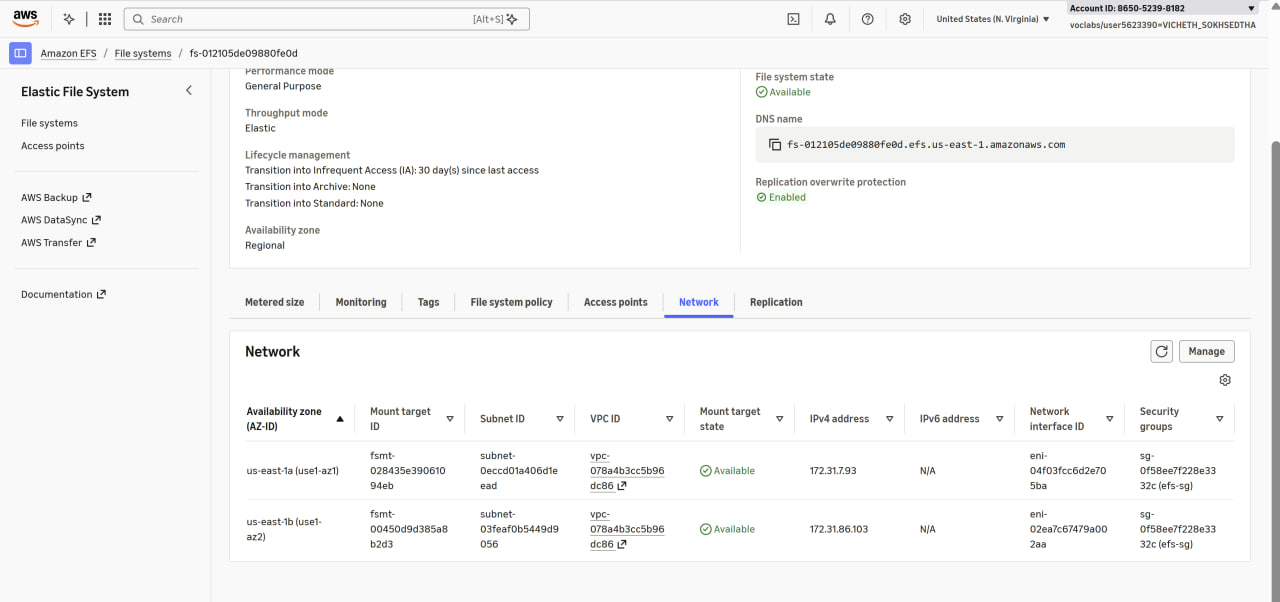 aws
Search
[Alt+S]
United States (N. Virginia)
Account ID: 8650-5239-8182
voclabs/user5623390=VICHETH_SOKHSEDTHA
Amazon EFS / File systems / fs-012105de09880fe0d
Elastic File System
File systems
Access points
AWS Backup
AWS DataSync
AWS Transfer
Documentation
Performance mode
General Purpose
Throughput mode
Elastic
Lifecycle management
Transition into Infrequent Access (IA): 30 day(s) since last access
Transition into Archive: None
Transition into Standard: None
Availability zone
Regional
File system state
Available
DNS name
fs-012105de09880fe0d.efs.us-east-1.amazonaws.com
Replication overwrite protection
Enabled
Metered size
Monitoring
Tags
File system policy
Access points
Network
Replication
Network
Manage
Availability zone
(AZ-ID)
Mount target
ID
Subnet ID
VPC ID
Mount target
state
IPv4 address
IPv6 address
Network
interface ID
Security
groups
us-east-1a (use1-az1)
fsmt-
028435e390610
94eb
subnet-
0eccd01a406d1e
ead
vpc-
078a4b3cc5b96
dc86
Available
172.31.7.93
N/A
eni-
04f03fcc6d2e70
5ba
sg-
0f58ee7f228e33
32c (efs-sg)
us-east-1b (use1-
az2)
fsmt-
00450d9d385a8
b2d3
subnet-
03feaf0b5449d9
056
vpc-
078a4b3cc5b96
dc86
Available
172.31.86.103
N/A
eni-
02ea7c67479a00
2aa
sg-
0f58ee7f228e33
32c (efs-sg)